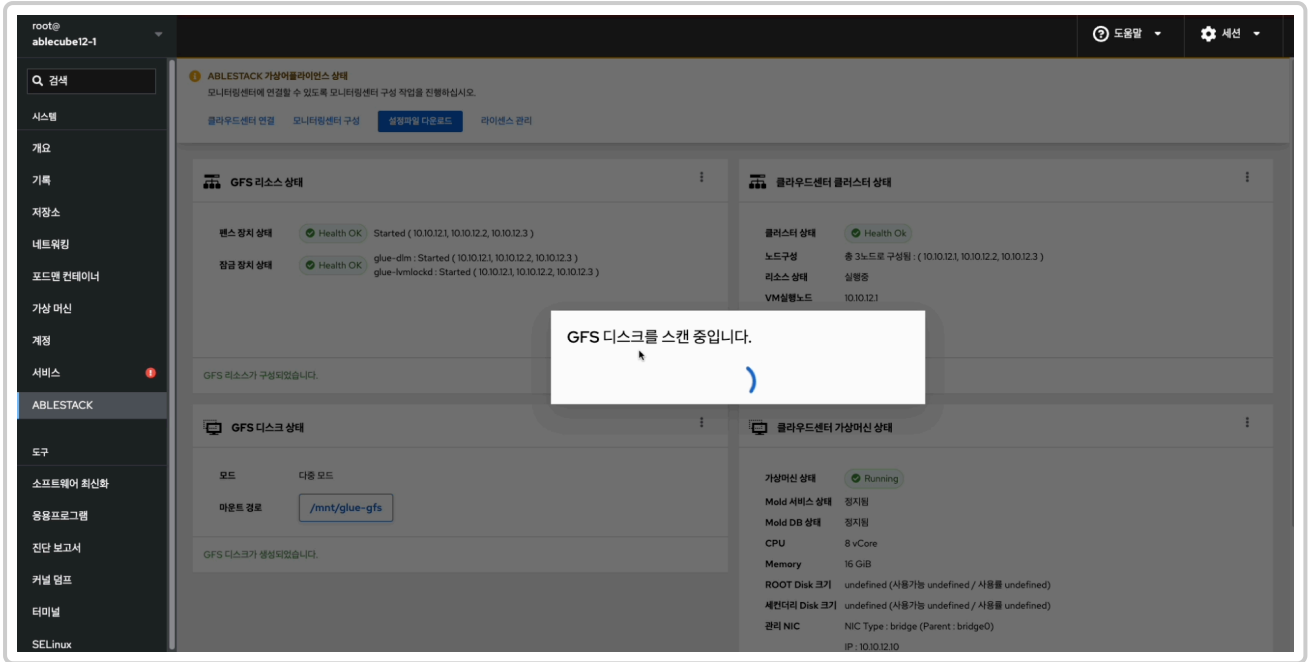 root@
ablecube12-1
도움말
세션
검색
시스템
개요
기록
저장소
네트워킹
포드맨 컨테이너
가상 머신
계정
서비스
ABLESTACK
도구
소프트웨어 최신화
응용프로그램
진단 보고서
커널 덤프
터미널
SELinux
ABLESTACK 가상어플라이언스 상태
모니터링센터에 연결할 수 있도록 모니터링센터 구성 작업을 진행하십시오.
클라우드센터 연결 모니터링센터 구성 설정파일 다운로드 라이센스 관리
GFS 리소스 상태
펜스 장치 상태 Health OK Started ( 10.10.12.1, 10.10.12.2, 10.10.12.3 )
잠금 장치 상태 Health OK glue-dlm : Started ( 10.10.12.1, 10.10.12.2, 10.10.12.3 )
glue-lvmlockd : Started ( 10.10.12.1, 10.10.12.2, 10.10.12.3 )
GFS 리소스가 구성되었습니다.
클라우드센터 클러스터 상태
클러스터 상태 Health Ok
노드구성 총 3노드로 구성됨 : ( 10.10.12.1, 10.10.12.2, 10.10.12.3 )
리소스 상태 실행중
VM실행노드 10.10.12.1
GFS 디스크를 스캔 중입니다.
GFS 디스크 상태
모드 다중 모드
마운트 경로 /mnt/glue-gfs
GFS 디스크가 생성되었습니다.
클라우드센터 가상머신 상태
가상머신 상태 Running
Mold 서비스 상태 정지됨
Mold DB 상태 정지됨
CPU 8 vCore
Memory 16 GiB
ROOT Disk 크기 undefined (사용가능 undefined / 사용률 undefined)
세컨더리 Disk 크기 undefined (사용가능 undefined / 사용률 undefined)
관리 NIC NIC Type : bridge (Parent : bridge0)
IP : 10.10.12.10